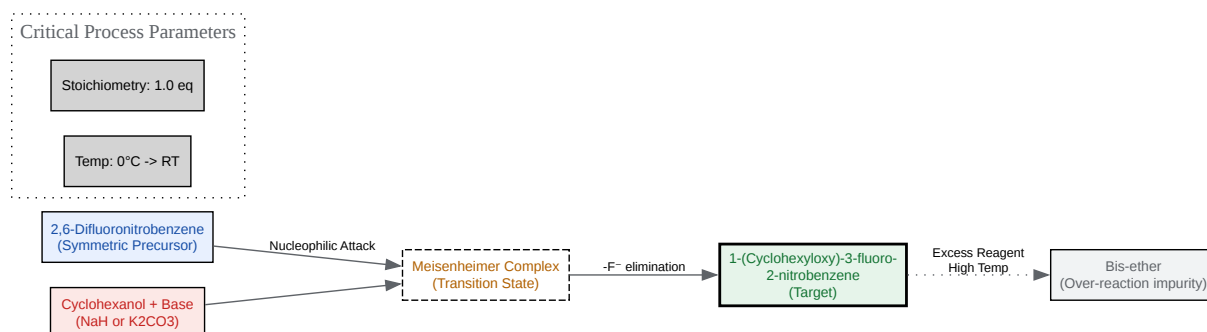 Critical Process Parameters
Stoichiometry: 1.0 eq
Temp: 0°C -> RT
2,6-Difluoronitrobenzene
(Symmetric Precursor)
Nucleophilic Attack
Cyclohexanol + Base
(NaH or K2CO3)
Meisenheimer Complex
(Transition State)
-F⁻ elimination
1-(Cyclohexyloxy)-3-fluoro-
2-nitrobenzene
(Target)
Excess Reagent
High Temp
Bis-ether
(Over-reaction impurity)